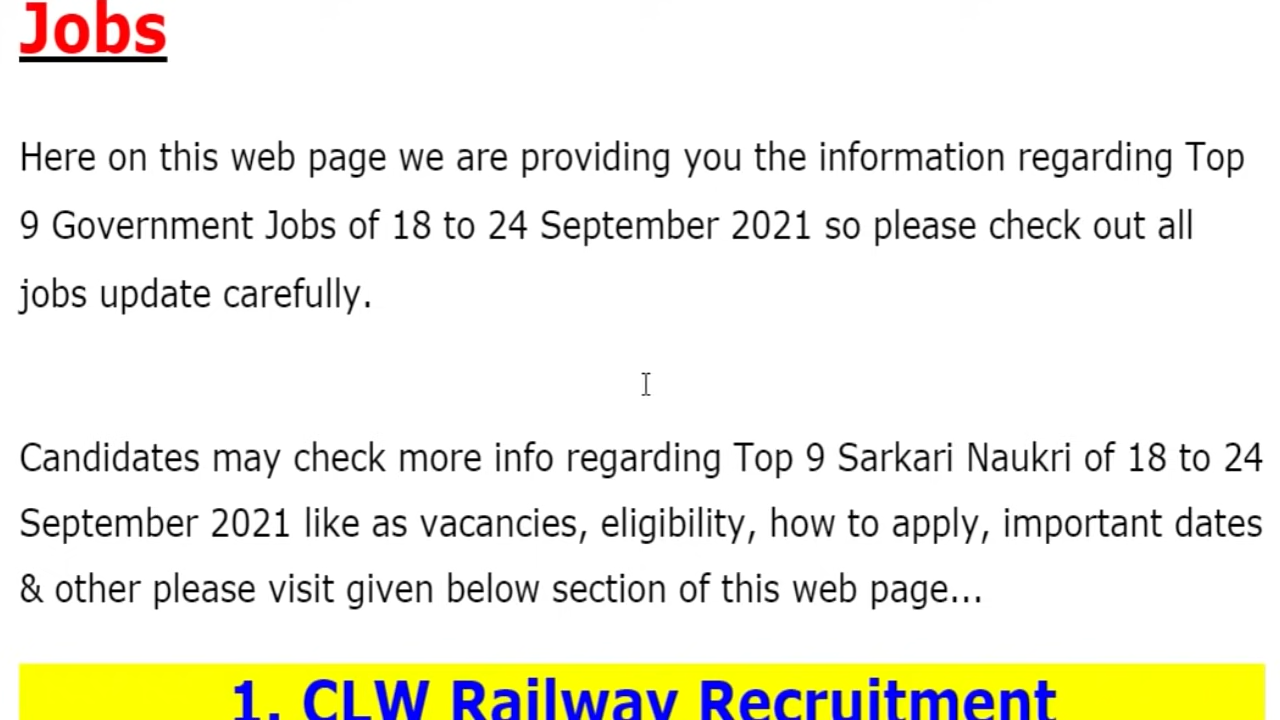 Jobs
Here on this web page we are providing you the information regarding Top
9 Government Jobs of 18 to 24 September 2021 so please check out all
jobs update carefully.
Candidates may check more info regarding Top 9 Sarkari Naukri of 18 to 24
September 2021 like as vacancies, eligibility, how to apply, important dates
& other please visit given below section of this web page...
1. CLW Railway Recruitment